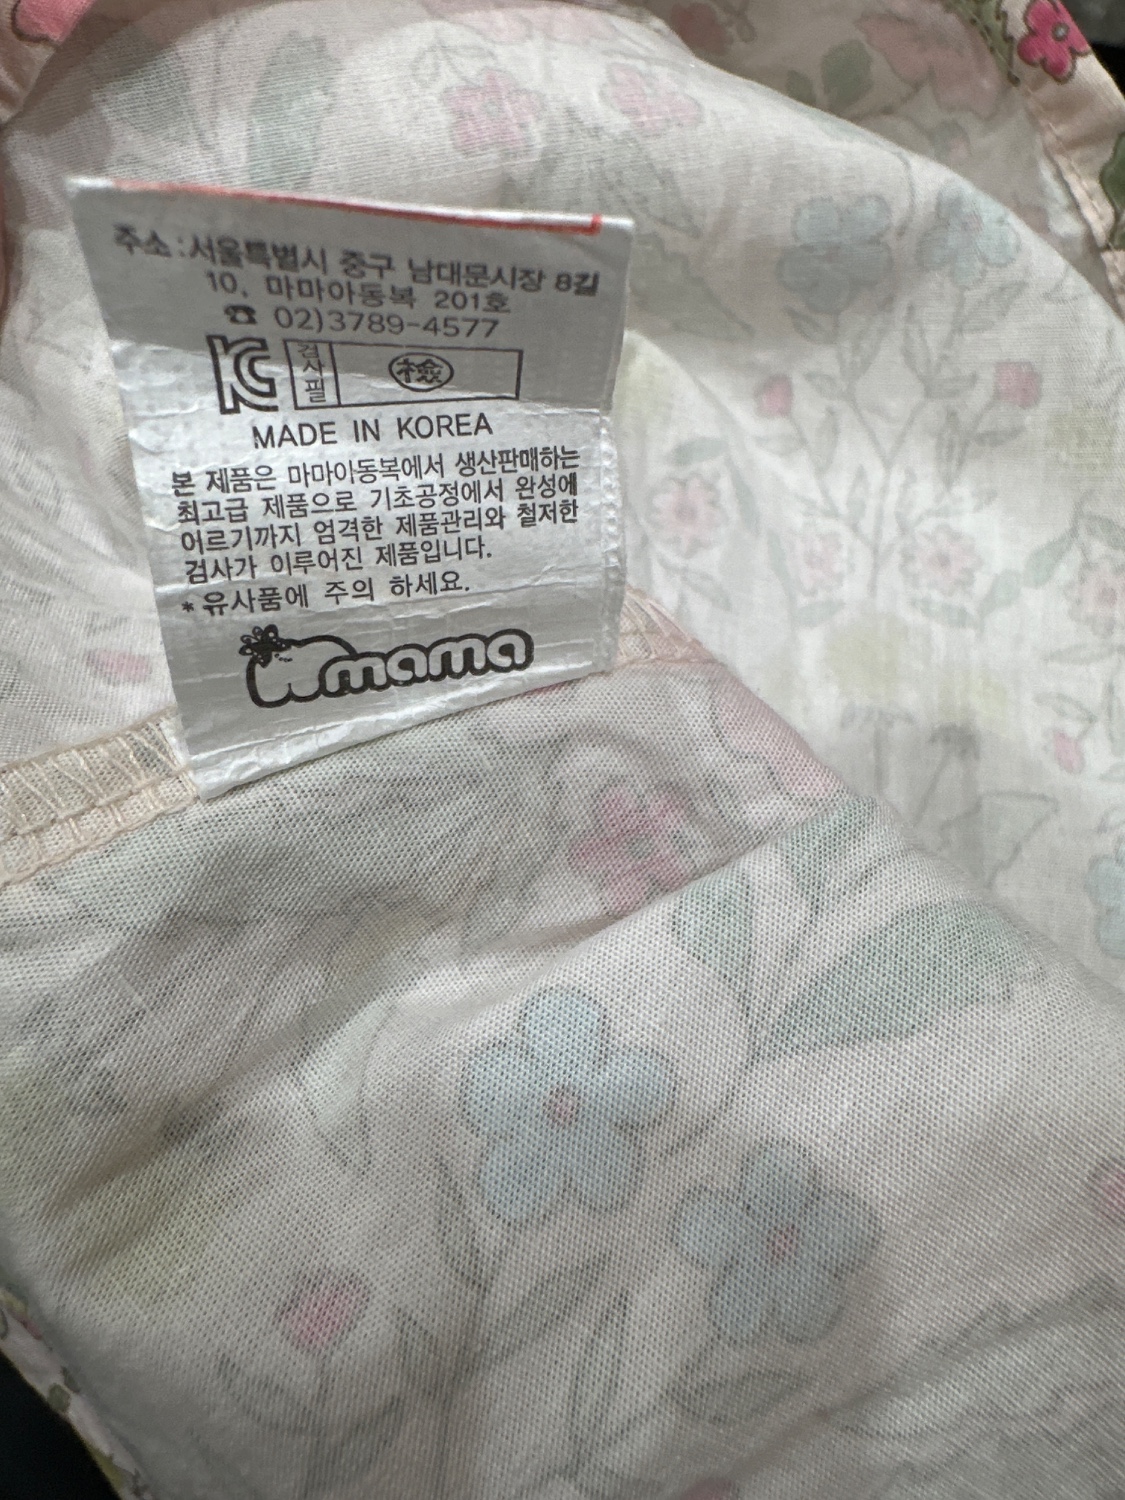 주소:서울특별시 중구 남대문시장 8길
10, 마마아동복 201호
☎ 02)3789-4577
KC 검사필 檢
MADE IN KOREA
본 제품은 마마아동복에서 생산판매하는
최고급 제품으로 기초공정에서 완성에
어르기까지 엄격한 제품관리와 철저한
검사가 이루어진 제품입니다.
*유사품에 주의 하세요.
mama